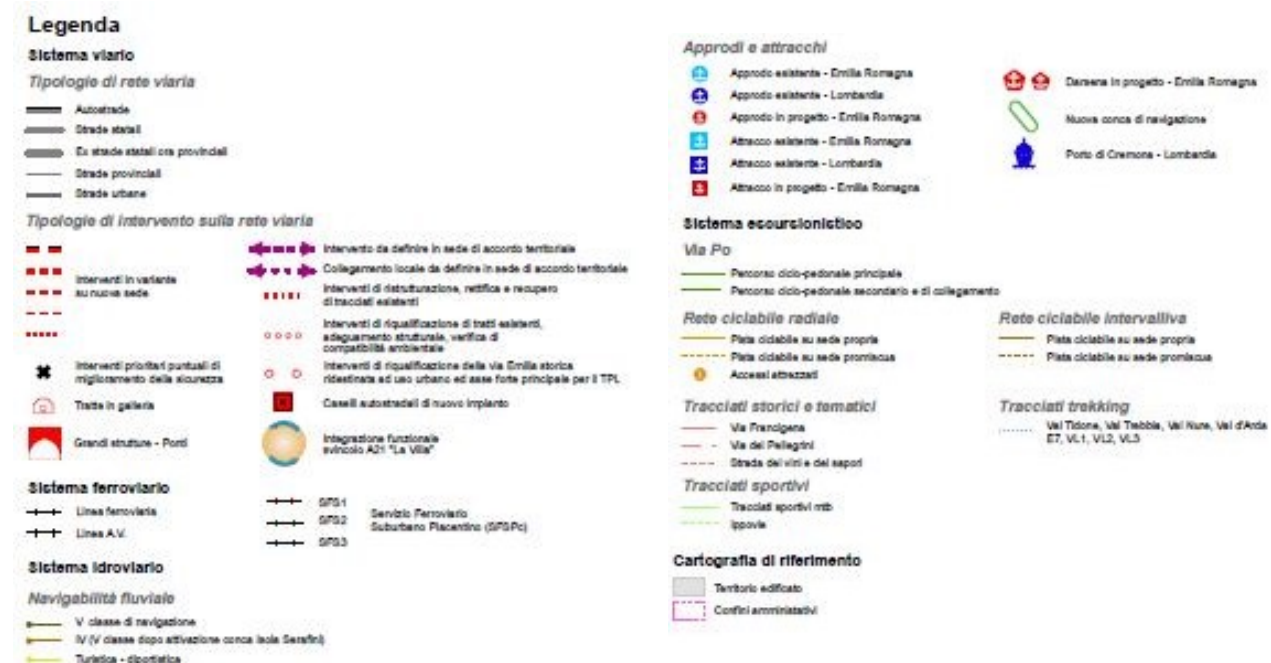 Legenda
Sistema viario
Tipologie di rete viaria
Autostrade
Strade statali
Ex strade statali ora provinciali
Strade provinciali
Strade urbane
Tipologie di intervento sulla rete viaria
Interventi in variante
su nuova sede
Interventi prioritari puntuali di
miglioramento della sicurezza
Tratte in galleria
Grandi strutture - Ponti
Intervento da definire in sede di accordo territoriale
Collegamento locale da definire in sede di accordo territoriale
Interventi di ristrutturazione, rettifica e recupero
di tracciati esistenti
Interventi di riqualificazione di tratti esistenti,
adeguamento strutturale, verifica di
compatibilità ambientale
Interventi di riqualificazione della via Emilia storica
ridestinata ad uso urbano ed asse forte principale per il TPL
Caselli autostradali di nuovo impianto
Integrazione funzionale
svincolo A21 "La Villa"
Sistema ferroviario
Linea ferroviaria
Linea A.V.
SFS1
SFS2
SFS3
Servizio Ferroviario
Suburbano Piacentino (SFSPc)
Sistema idroviario
Navigabilità fluviale
V classe di navigazione
IV (V classe dopo attivazione conca Isola Serafini)
Turistica - diportistica
Approdi e attracchi
Approdo esistente - Emilia Romagna
Approdo esistente - Lombardia
Approdo in progetto - Emilia Romagna
Attracco esistente - Emilia Romagna
Attracco esistente - Lombardia
Attracco in progetto - Emilia Romagna
Darsena in progetto - Emilia Romagna
Nuova conca di navigazione
Porto di Cremona - Lombardia
Sistema escursionistico
Via Po
Percorso ciclo-pedonale principale
Percorso ciclo-pedonale secondario e di collegamento
Rete ciclabile radiale
Pista ciclabile su sede propria
Pista ciclabile su sede promiscua
Accessi attrezzati
Rete ciclabile intervalliva
Pista ciclabile su sede propria
Pista ciclabile su sede promiscua
Tracciati storici e tematici
Via Francigena
Via dei Pellegrini
Strada dei vini e dei sapori
Tracciati trekking
Val Tidone, Val Trebbia, Val Nure, Val d'Arda
E7, VL1, VL2, VL3
Tracciati sportivi
Tracciati sportivi mtb
Ippovie
Cartografia di riferimento
Territorio edificato
Confini amministativi